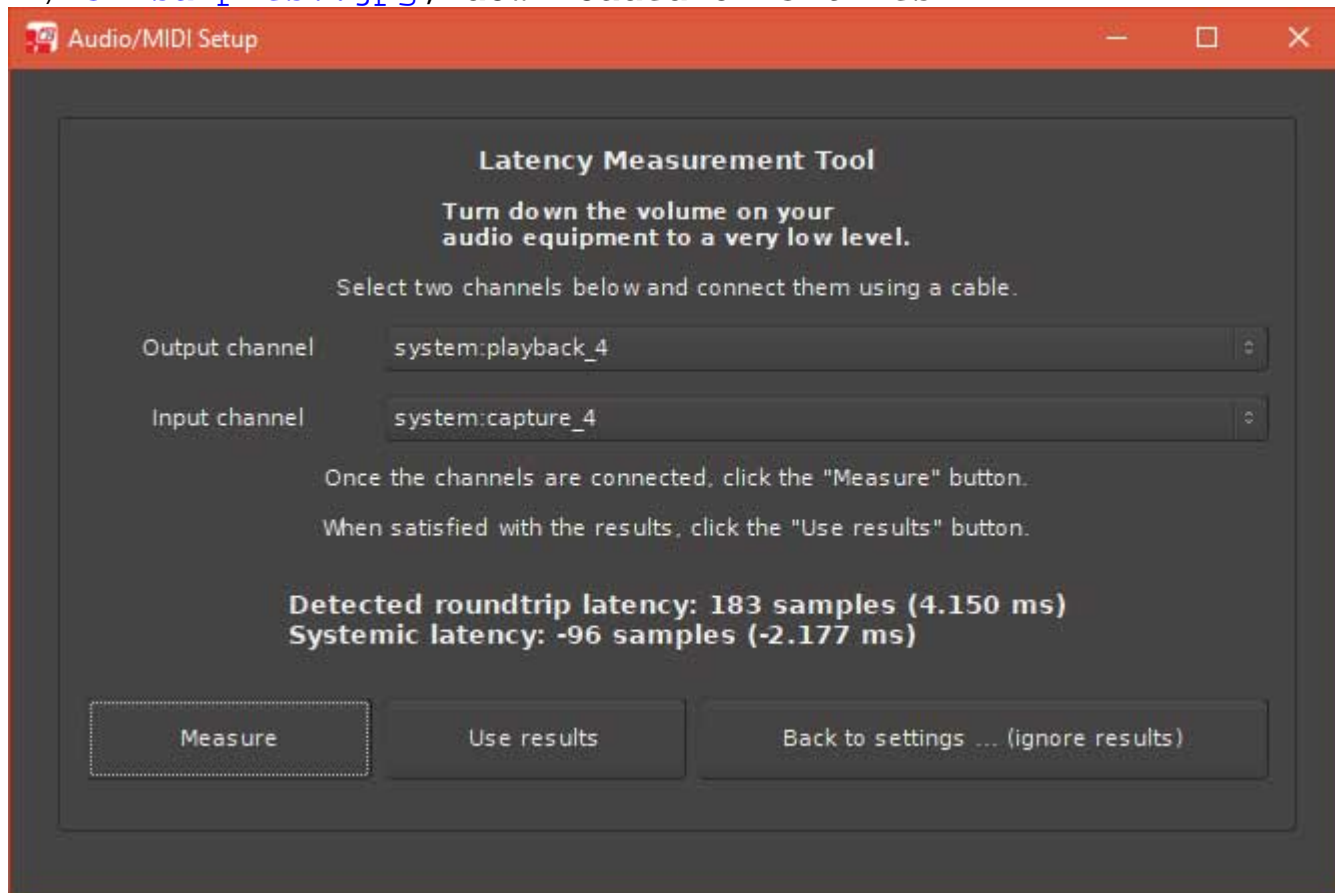 Audio/MIDI Setup
Latency Measurement Tool
Turn down the volume on your
audio equipment to a very low level.
Select two channels below and connect them using a cable.
Output channel system:playback_4
Input channel system:capture_4
Once the channels are connected, click the "Measure" button.
When satisfied with the results, click the "Use results" button.
Detected roundtrip latency: 183 samples (4.150 ms)
Systemic latency: -96 samples (-2.177 ms)
Measure Use results Back to settings ... (ignore results)